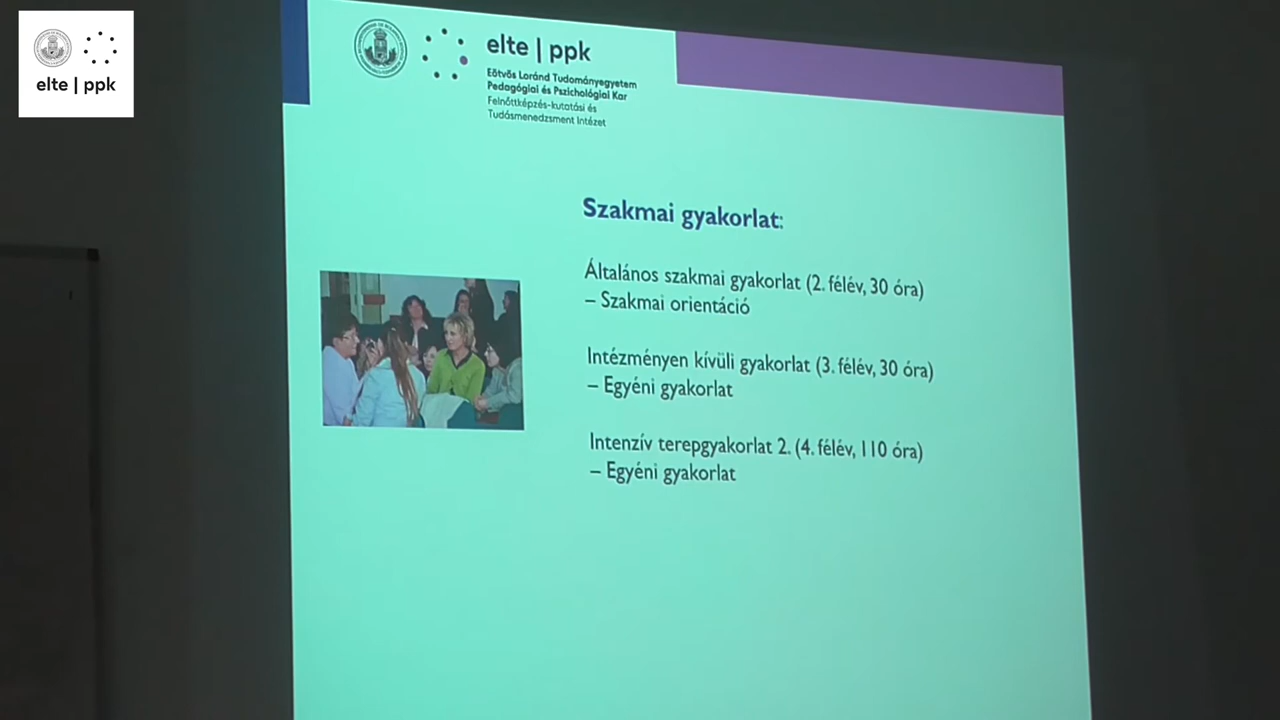 elte | ppk
elte | ppk
Eötvös Loránd Tudományegyetem
Pedagógiai és Pszichológiai Kar
Felnőttképzés-kutatási és
Tudásmenedzsment Intézet
Szakmai gyakorlat:
Általános szakmai gyakorlat (2. félév, 30 óra)
– Szakmai orientáció
Intézményen kívüli gyakorlat (3. félév, 30 óra)
– Egyéni gyakorlat
Intenzív terepgyakorlat 2. (4. félév, 110 óra)
– Egyéni gyakorlat